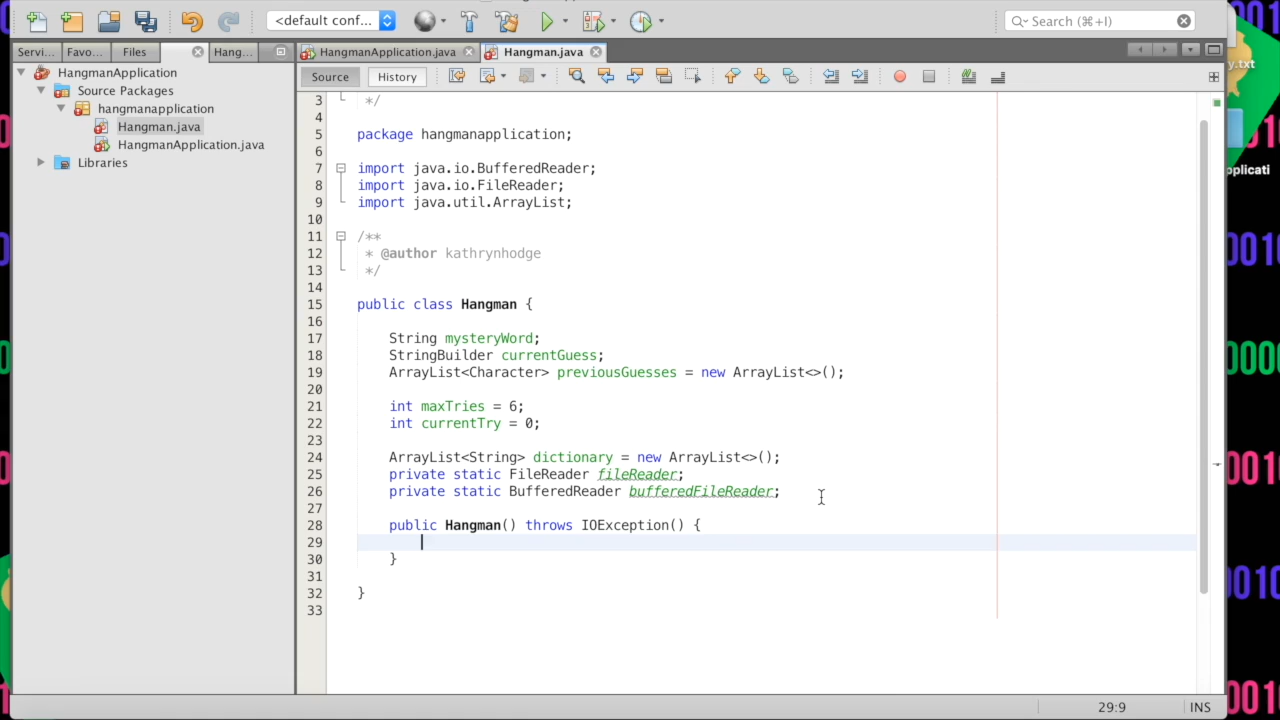 <default conf...
Search (⌘+I)
Servi...
Favo...
Files
Hang...
HangmanApplication.java
Hangman.java
HangmanApplication
Source Packages
hangmanapplication
Hangman.java
HangmanApplication.java
Libraries
Source
History
3 */
4
5 package hangmanapplication;
6
7 import java.io.BufferedReader;
8 import java.io.FileReader;
9 import java.util.ArrayList;
10
11 /**
12 * @author kathrynhodge
13 */
14
15 public class Hangman {
16
17 String mysteryWord;
18 StringBuilder currentGuess;
19 ArrayList<Character> previousGuesses = new ArrayList<>();
20
21 int maxTries = 6;
22 int currentTry = 0;
23
24 ArrayList<String> dictionary = new ArrayList<>();
25 private static FileReader fileReader;
26 private static BufferedReader bufferedFileReader;
27
28 public Hangman() throws IOException() {
29
30 }
31
32 }
33
29:9
INS
y.txt
pplicati